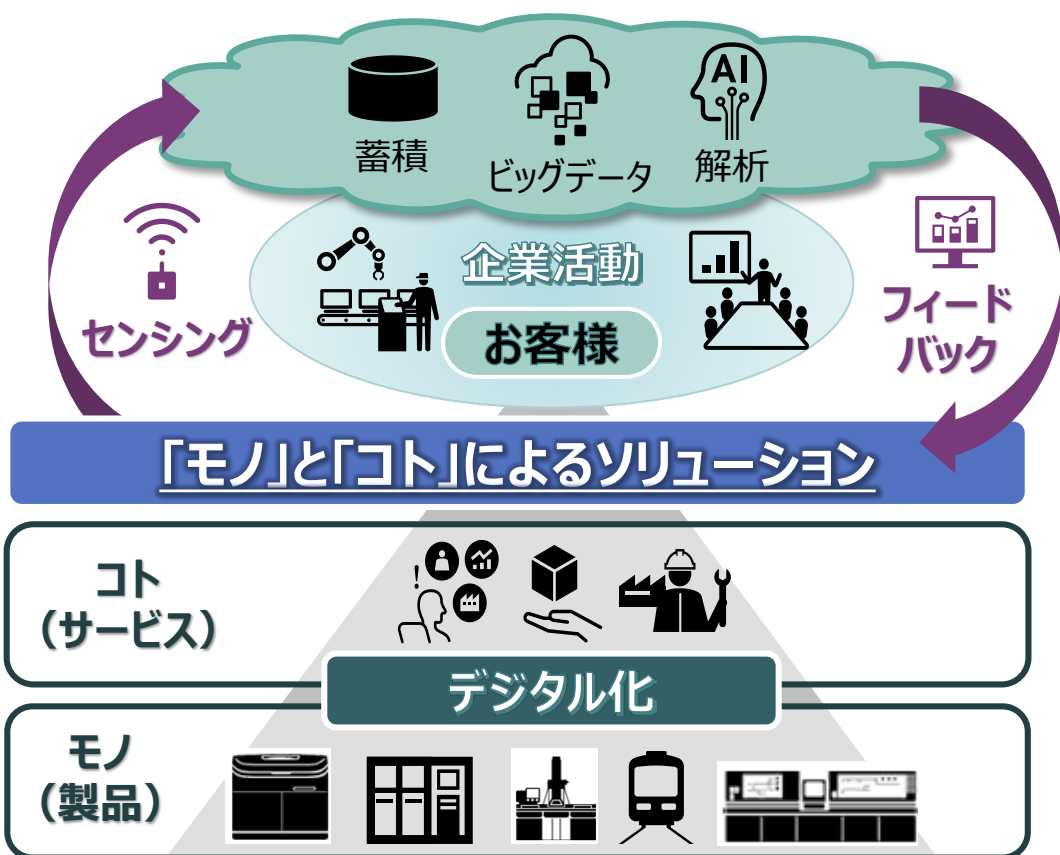 蓄積
ビッグデータ
AI
解析
企業活動
お客様
センシング
フィード
バック
「モノ」と「コト」によるソリューション
コト
（サービス）
!
デジタル化
モノ
（製品）